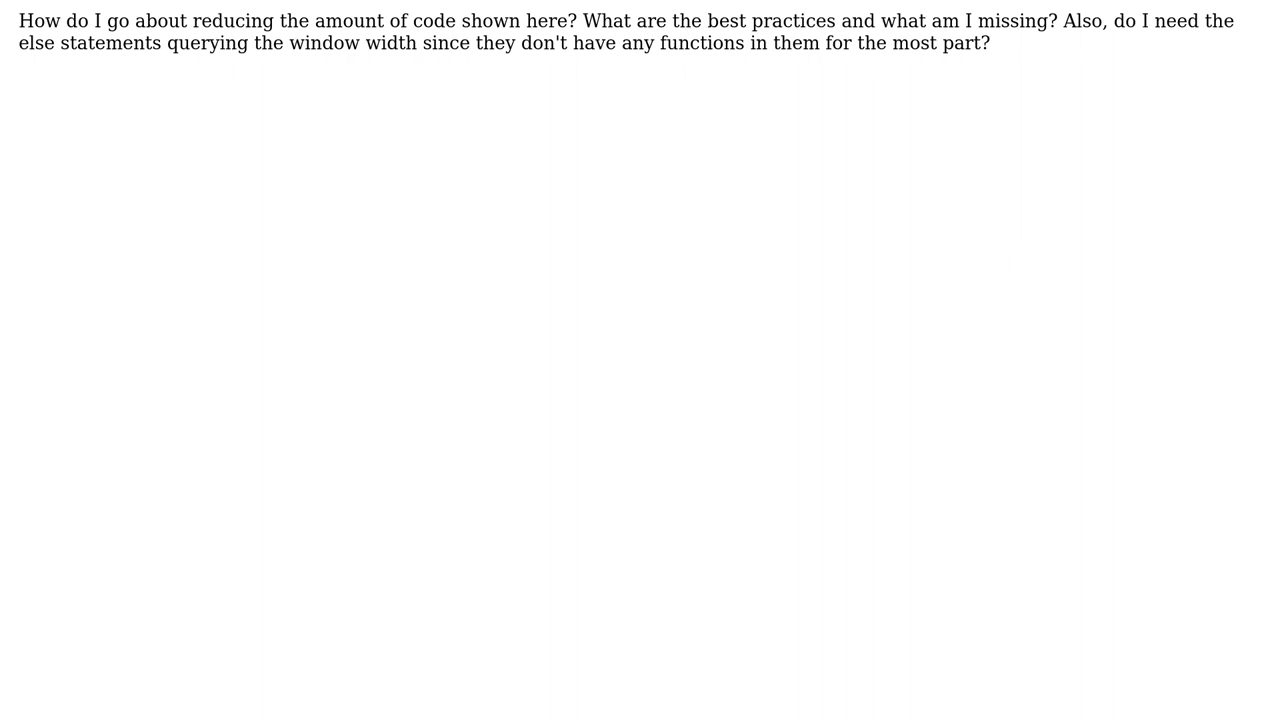 How do I go about reducing the amount of code shown here? What are the best practices and what am I missing? Also, do I need the
else statements querying the window width since they don't have any functions in them for the most part?